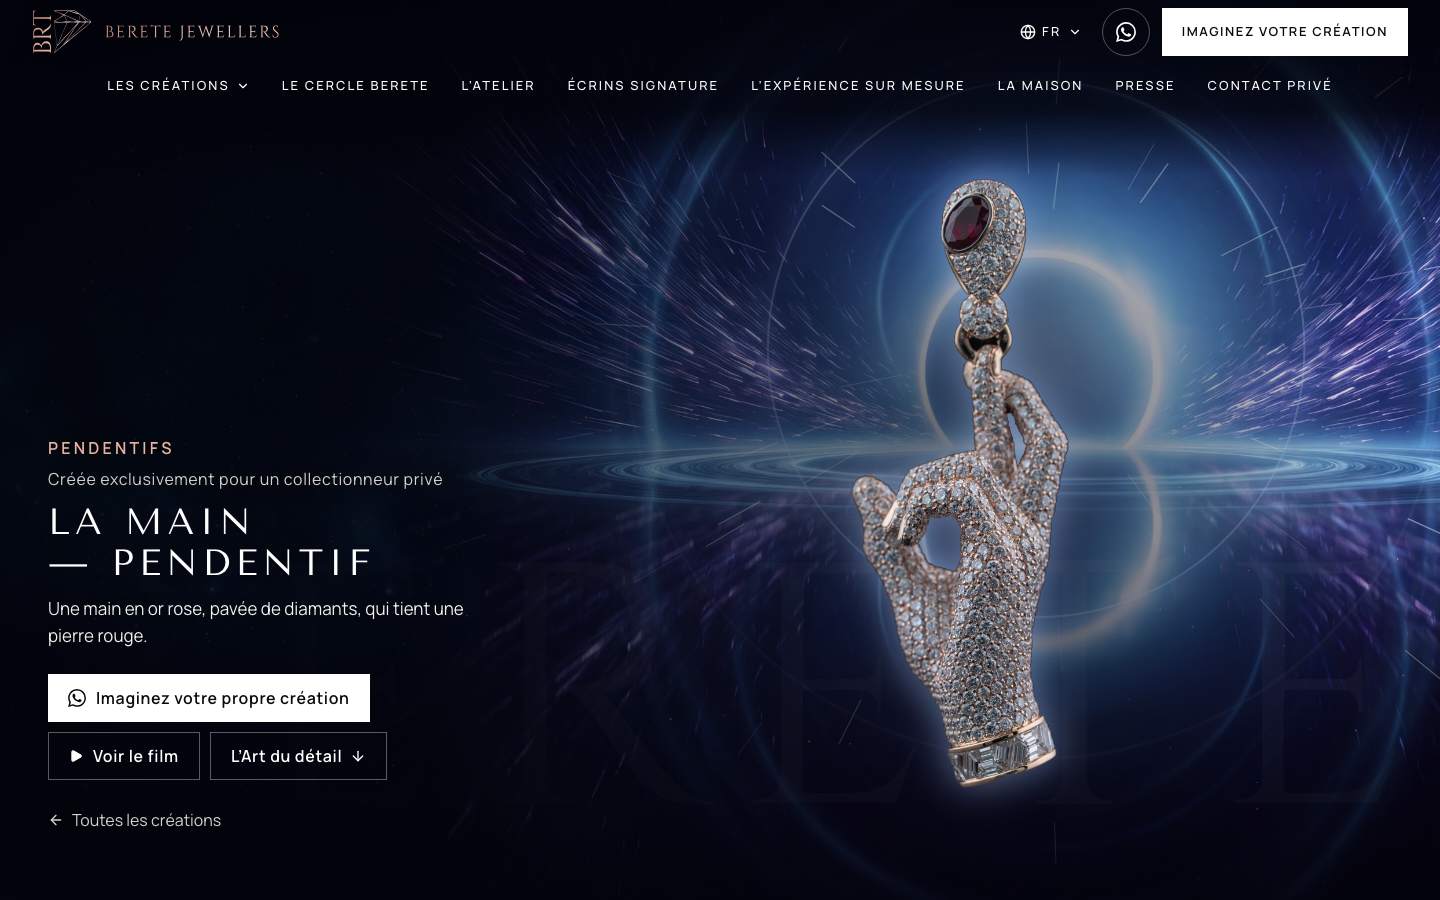 BRT
BERETE JEWELLERS
FR
IMAGINEZ VOTRE CRÉATION
LES CRÉATIONS
LE CERCLE BERETE
L'ATELIER
ÉCRINS SIGNATURE
L'EXPÉRIENCE SUR MESURE
LA MAISON
PRESSE
CONTACT PRIVÉ
PENDENTIFS
Créée exclusivement pour un collectionneur privé
LA MAIN
— PENDENTIF
Une main en or rose, pavée de diamants, qui tient une
pierre rouge.
Imaginez votre propre création
Voir le film
L'Art du détail
Toutes les créations